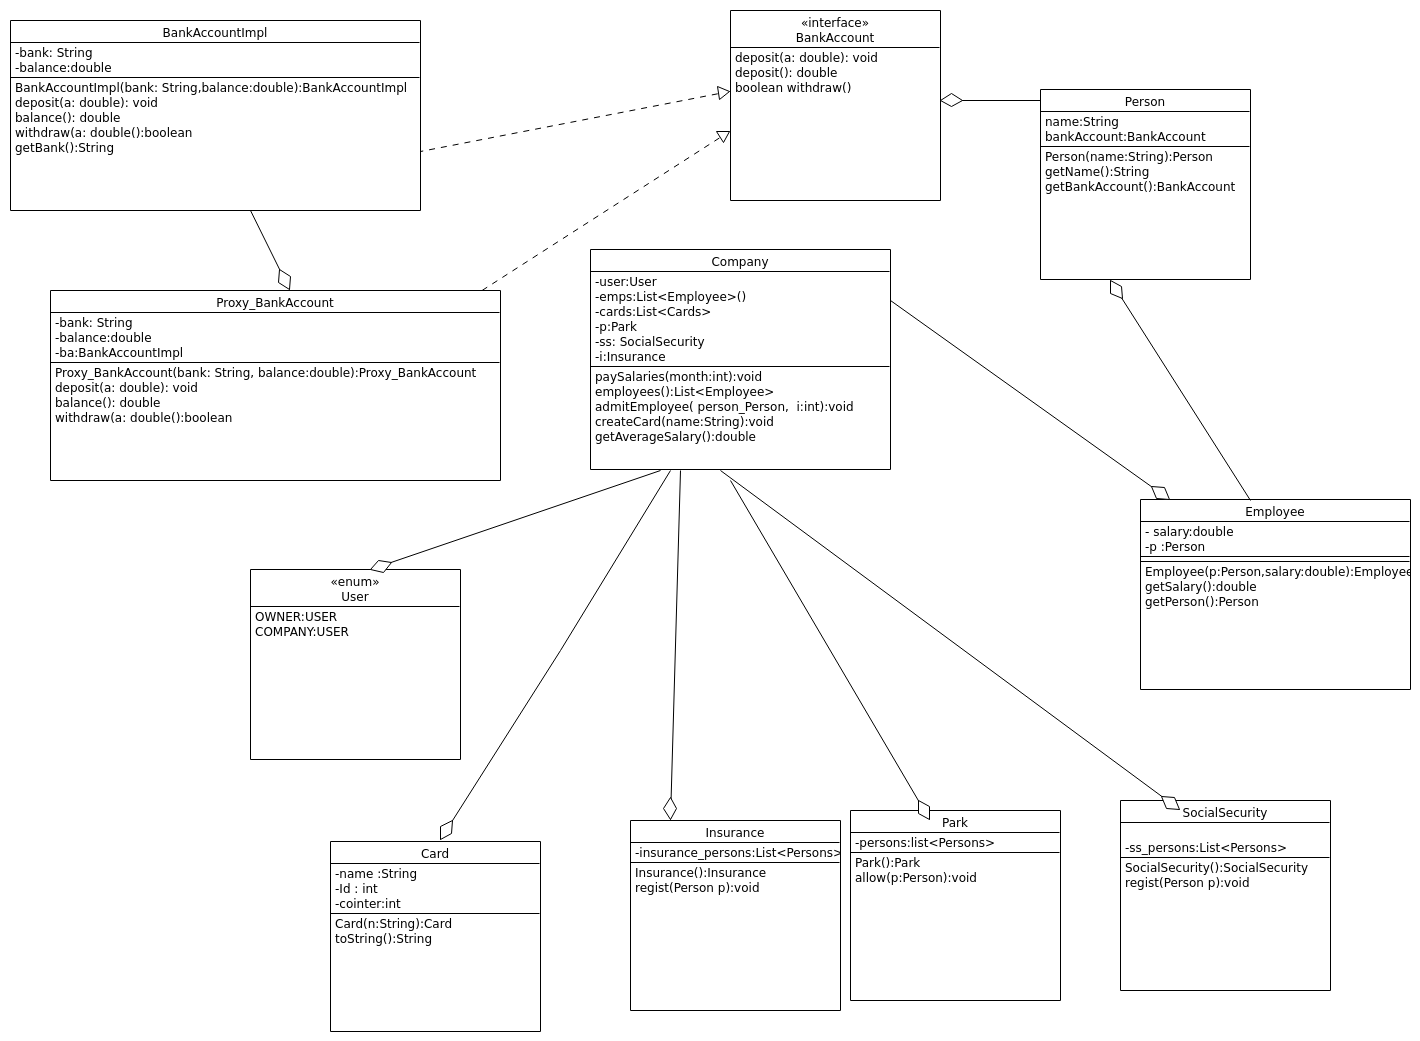 BankAccountImpl
-bank: String
-balance:double
BankAccountImpl(bank: String,balance:double):BankAccountImpl
deposit(a: double): void
balance(): double
withdraw(a: double():boolean
getBank():String
«interface»
BankAccount
deposit(a: double): void
deposit(): double
boolean withdraw()
Person
name:String
bankAccount:BankAccount
Person(name:String):Person
getName():String
getBankAccount():BankAccount
Proxy_BankAccount
-bank: String
-balance:double
-ba:BankAccountImpl
Proxy_BankAccount(bank: String, balance:double):Proxy_BankAccount
deposit(a: double): void
balance(): double
withdraw(a: double():boolean
Company
-user:User
-emps:List<Employee>()
-cards:List<Cards>
-p:Park
-ss: SocialSecurity
-i:Insurance
paySalaries(month:int):void
employees():List<Employee>
admitEmployee( person_Person,  i:int):void
createCard(name:String):void
getAverageSalary():double
Employee
- salary:double
-p :Person
Employee(p:Person,salary:double):Employee
getSalary():double
getPerson():Person
«enum»
User
OWNER:USER
COMPANY:USER
Card
-name :String
-Id : int
-cointer:int
Card(n:String):Card
toString():String
Insurance
-insurance_persons:List<Persons>
Insurance():Insurance
regist(Person p):void
Park
-persons:list<Persons>
Park():Park
allow(p:Person):void
SocialSecurity
-ss_persons:List<Persons>
SocialSecurity():SocialSecurity
regist(Person p):void